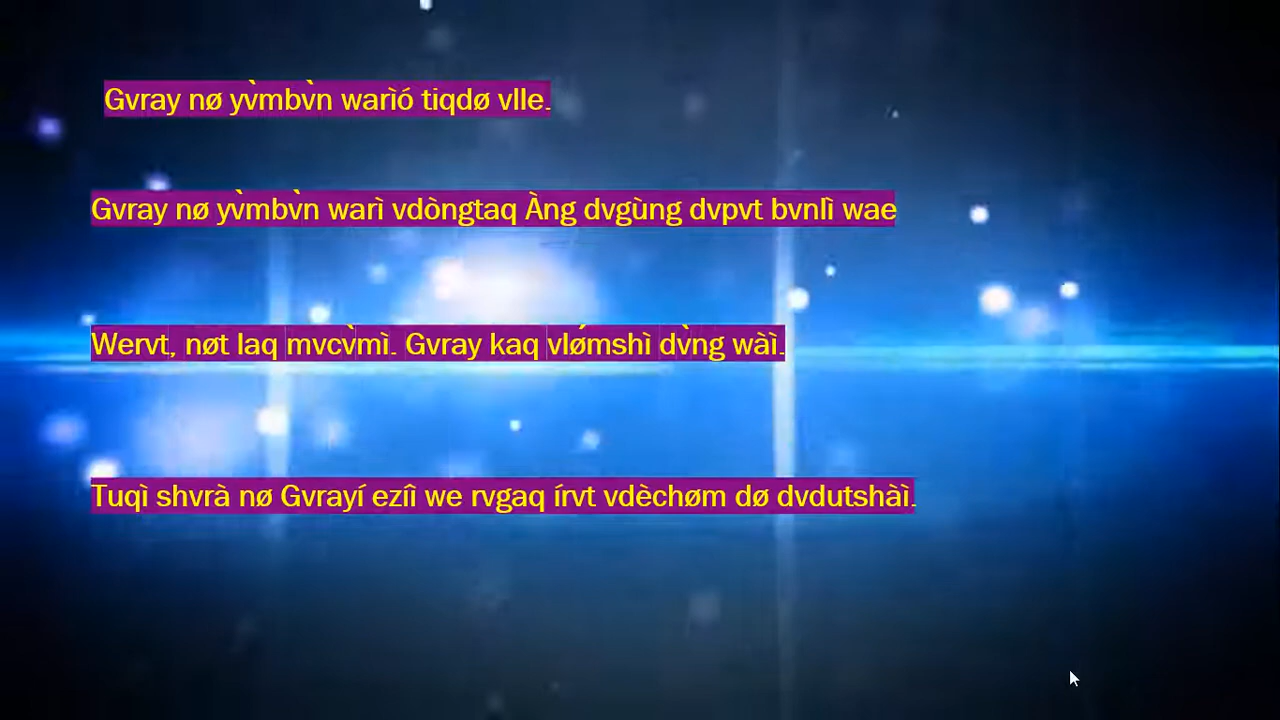 Gvray nø yv̀mbv̀n warìó tiqdø vlle.
Gvray nø yv̀mbv̀n warì vdòngtaq Àng dvgùng dvpvt bvnlì wae
Wervt, nøt laq mvcv̀mì. Gvray kaq vlǿmshì dv̀ng wàì.
Tuqì shvrà nø Gvrayí ezíì we rvgaq írvt vdèchøm dø dvdutshàì.